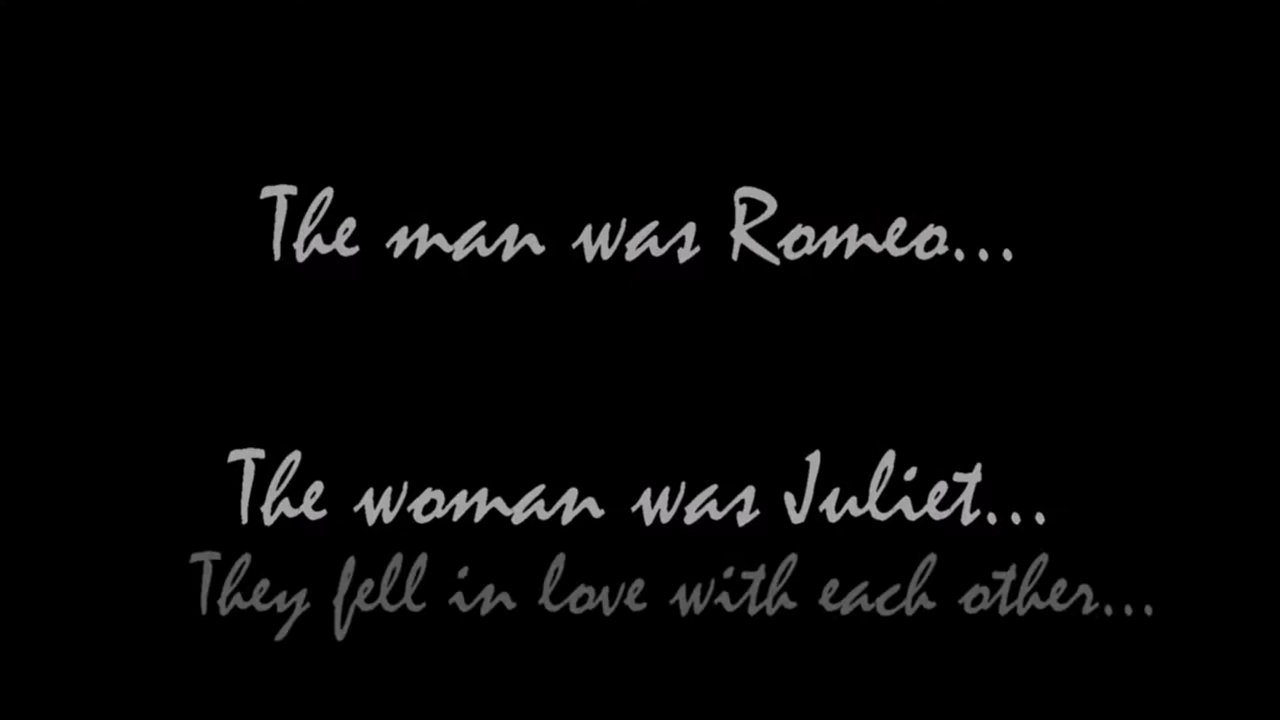 The man was Romeo...
The woman was Juliet...
They fell in love with each other...